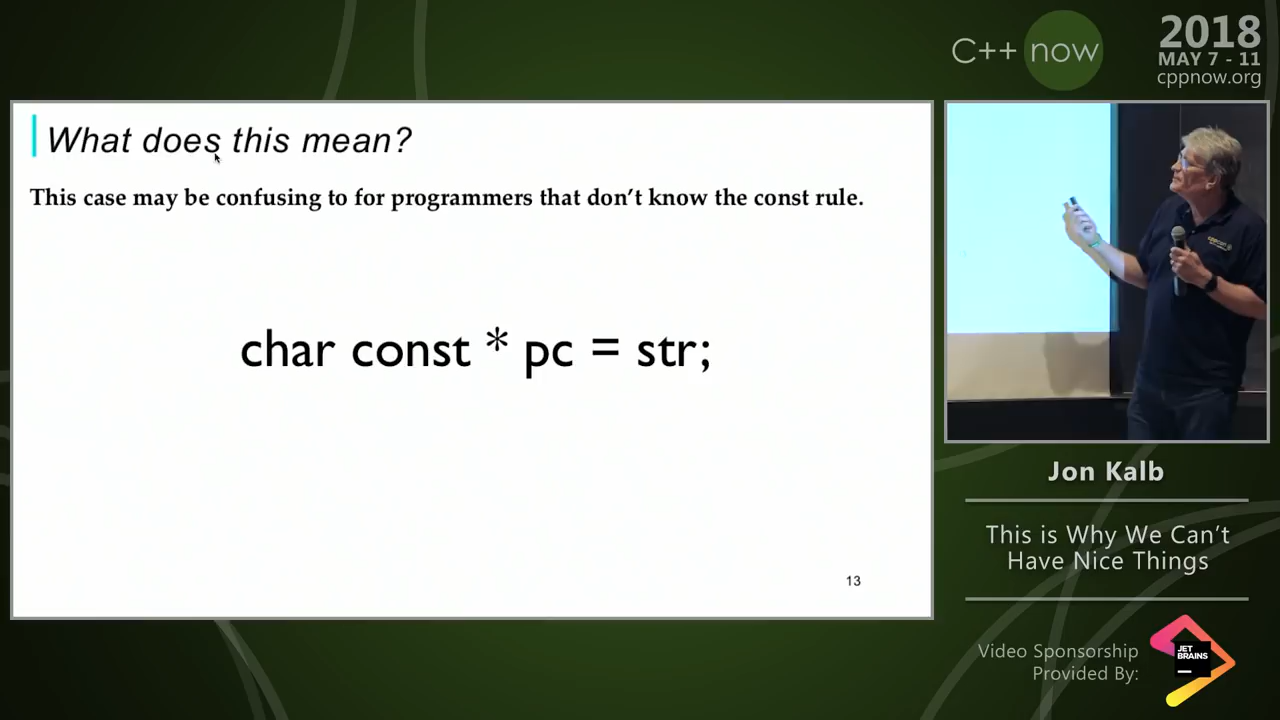 C++ now
2018
MAY 7 - 11
cppnow.org
What does this mean?
This case may be confusing to for programmers that don’t know the const rule.
char const * pc = str;
13
cppcon
Jon Kalb
This is Why We Can’t
Have Nice Things
Video Sponsorship
Provided By:
JET
BRAINS